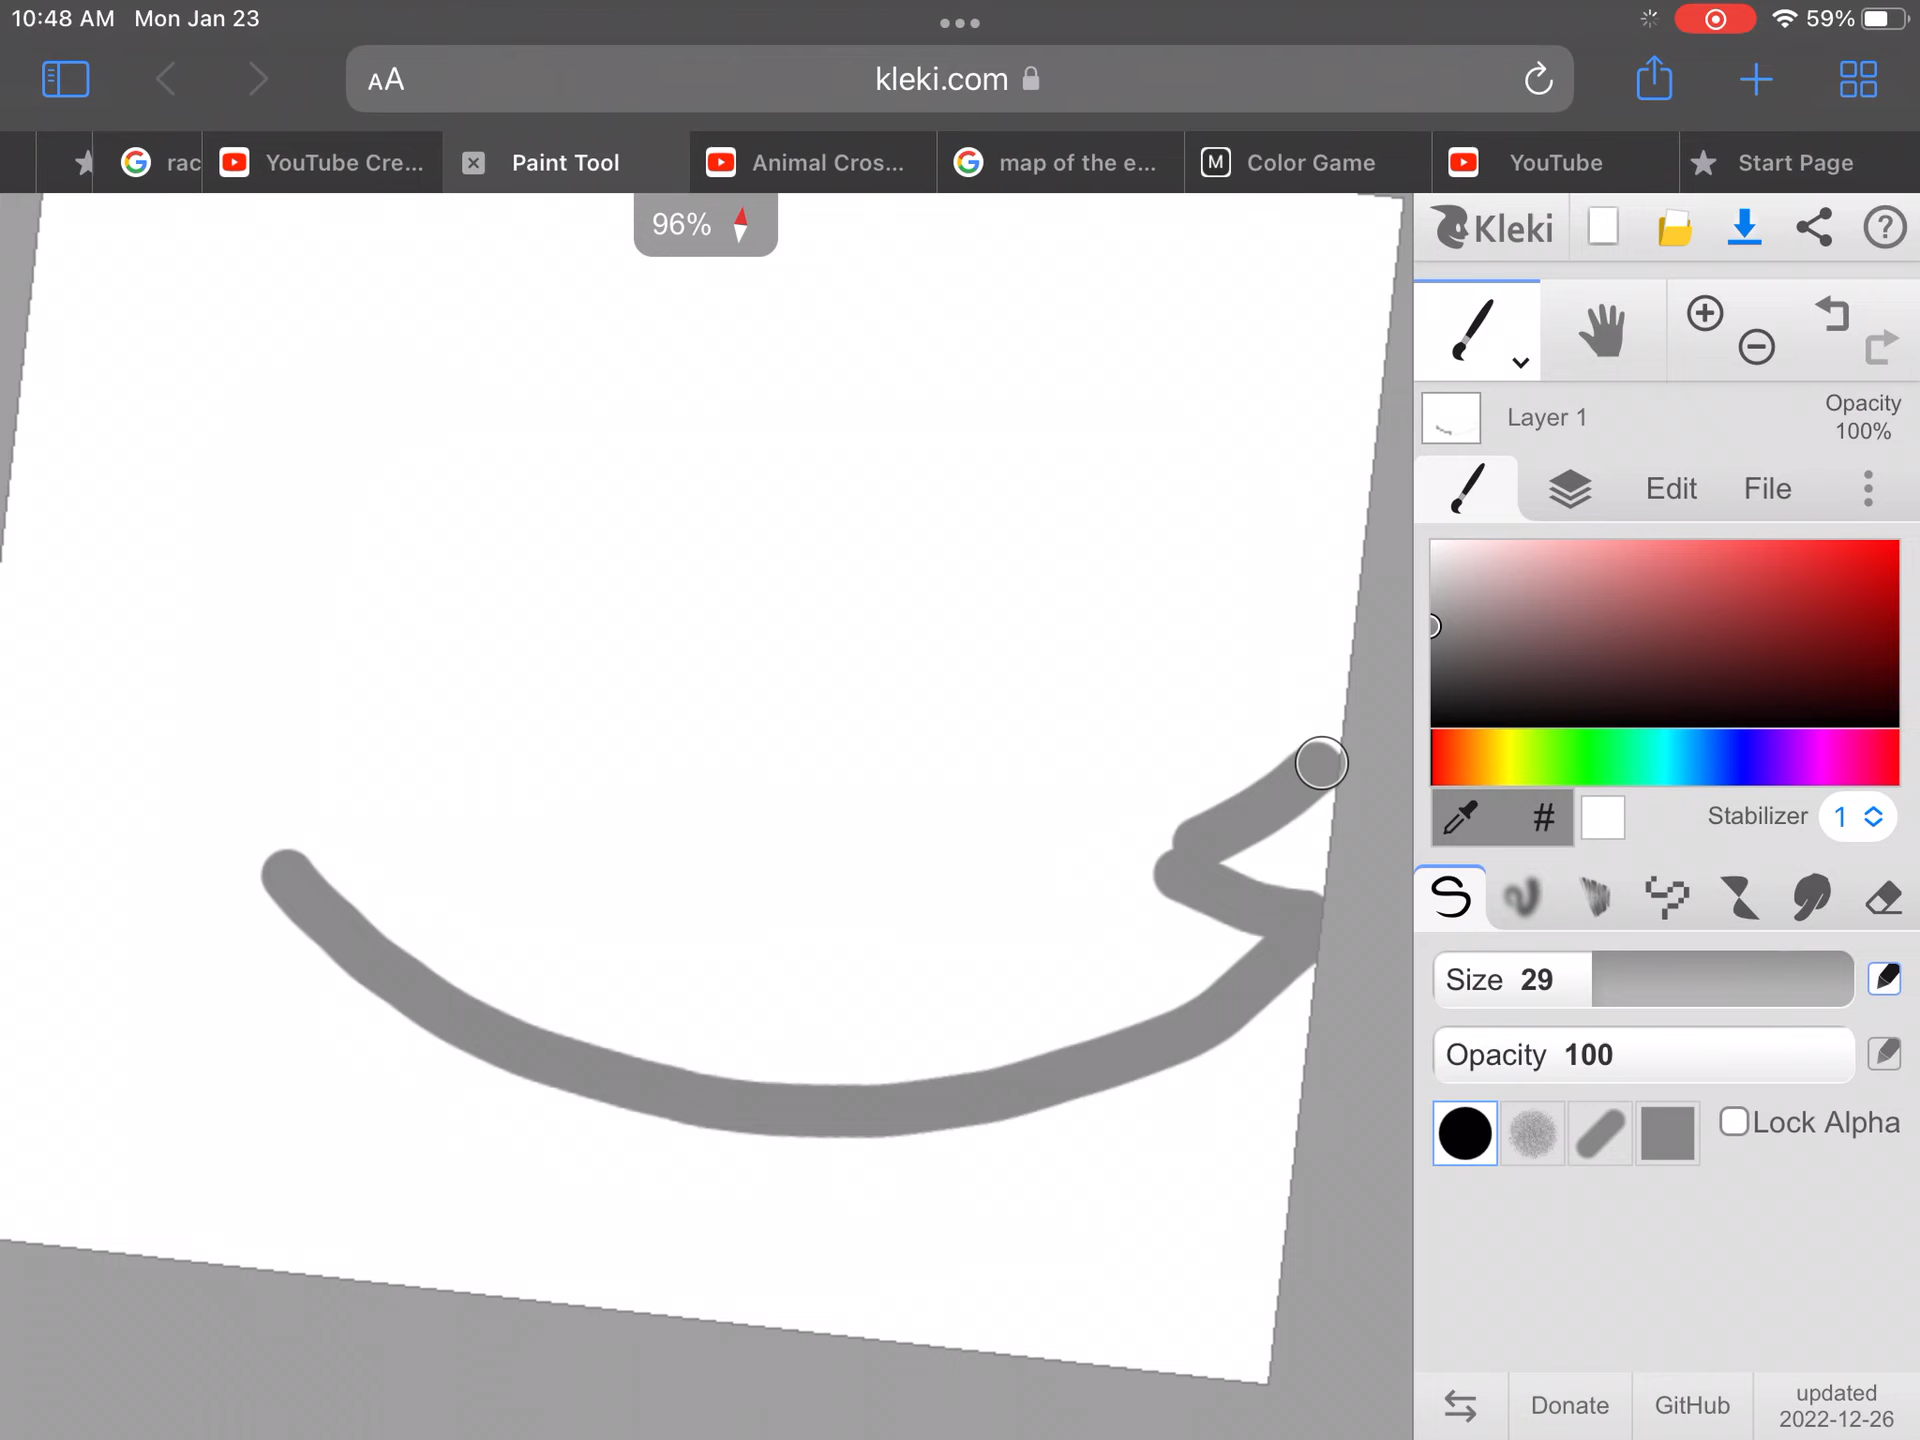 10:48 AM Mon Jan 23
59%
AA
kleki.com
rac
YouTube Cre...
Paint Tool
Animal Cros...
map of the e...
M
Color Game
YouTube
Start Page
96%
Kleki
?
Layer 1
Opacity
100%
Edit
File
#
Stabilizer
1
Size 29
Opacity 100
Lock Alpha
Donate
GitHub
updated
2022-12-26